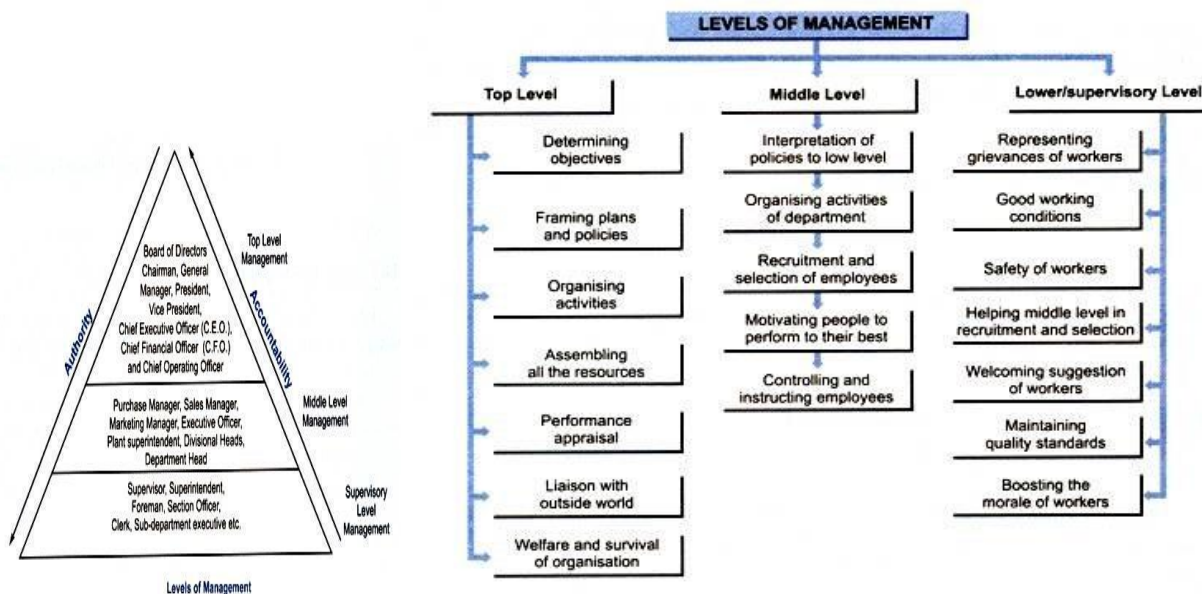 Board of Directors
Chairman, General
Manager, President,
Vice President,
Chief Executive Officer (C.E.O.),
Chief Financial Officer (C.F.O.)
and Chief Operating Officer
Purchase Manager, Sales Manager,
Marketing Manager, Executive Officer,
Plant superintendent, Divisional Heads,
Department Head
Supervisor, Superintendent,
Foreman, Section Officer,
Clerk, Sub-department executive etc.
Authority
Accountability
Top Level
Management
Middle Level
Management
Supervisory
Level
Management
Levels of Management
LEVELS OF MANAGEMENT
Top Level
Determining
objectives
Framing plans
and policies
Organising
activities
Assembling
all the resources
Performance
appraisal
Liaison with
outside world
Welfare and survival
of organisation
Middle Level
Interpretation of
policies to low level
Organising activities
of department
Recruitment and
selection of employees
Motivating people to
perform to their best
Controlling and
instructing employees
Lower/supervisory Level
Representing
grievances of workers
Good working
conditions
Safety of workers
Helping middle level in
recruitment and selection
Welcoming suggestion
of workers
Maintaining
quality standards
Boosting the
morale of workers